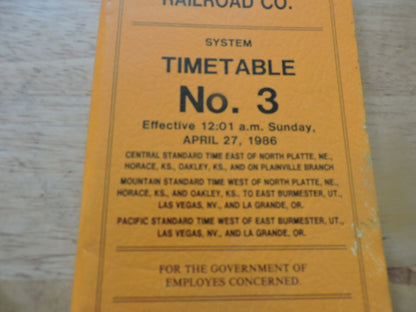 RAILROAD CO.
SYSTEM
TIMETABLE
No. 3
Effective 12:01 a.m. Sunday,
APRIL 27, 1986
CENTRAL STANDARD TIME EAST OF NORTH PLATTE, NE.,
HORACE, KS., OAKLEY, KS., AND ON PLAINVILLE BRANCH
MOUNTAIN STANDARD TIME WEST OF NORTH PLATTE, NE.,
HORACE, KS., AND OAKLEY, KS. TO EAST BURMESTER, UT.,
LAS VEGAS, NV., AND LA GRANDE, OR.
PACIFIC STANDARD TIME WEST OF EAST BURMESTER, UT.,
LAS VEGAS, NV., AND LA GRANDE, OR.
FOR THE GOVERNMENT OF
EMPLOYES CONCERNED.